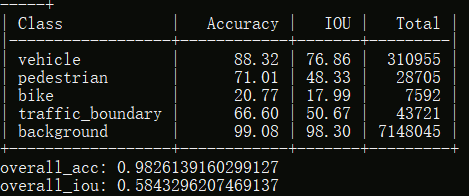 -----+
| Class            | Accuracy |   IOU |   Total |
|------------------+----------+-------+---------|
| vehicle          |    88.32 | 76.86 |  310955 |
| pedestrian       |    71.01 | 48.33 |   28705 |
| bike             |    20.77 | 17.99 |    7592 |
| traffic_boundary |    66.60 | 50.67 |   43721 |
| background       |    99.08 | 98.30 | 7148045 |
+------------------+----------+-------+---------+
overall_acc: 0.9826139160299127
overall_iou: 0.5843296207469137